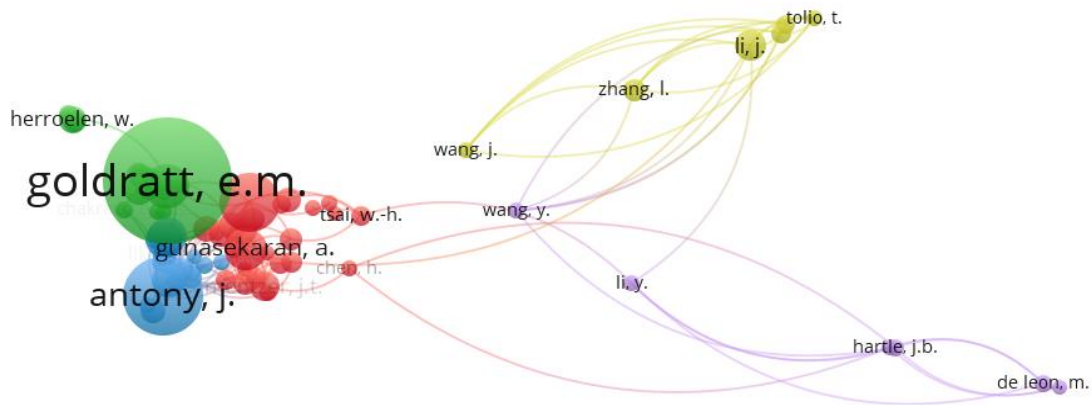 tolio, t.
li, j.
zhang, l.
herroelen, w.
wang, j.
goldratt, e.m.
tsai, w.-h.
wang, y.
gunasekaran, a.
chen, h.
li, y.
antony, j.
hartle, j.b.
de leon, m.